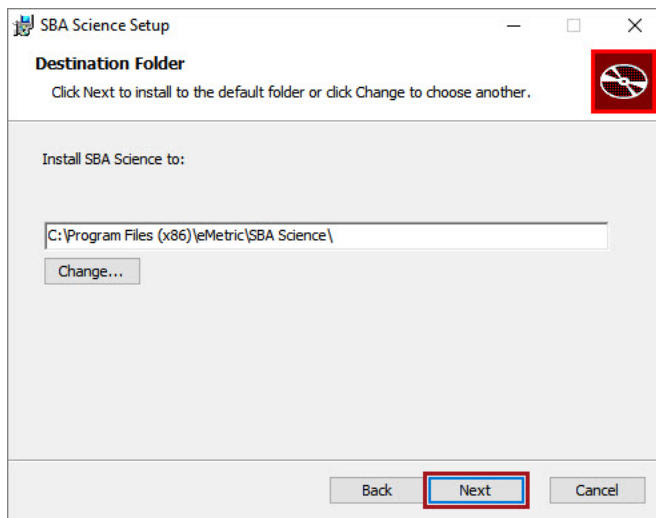 SBA Science Setup
Destination Folder
Click Next to install to the default folder or click Change to choose another.
Install SBA Science to:
C:\Program Files (x86)\eMetric\SBA Science\
Change...
Back Next Cancel